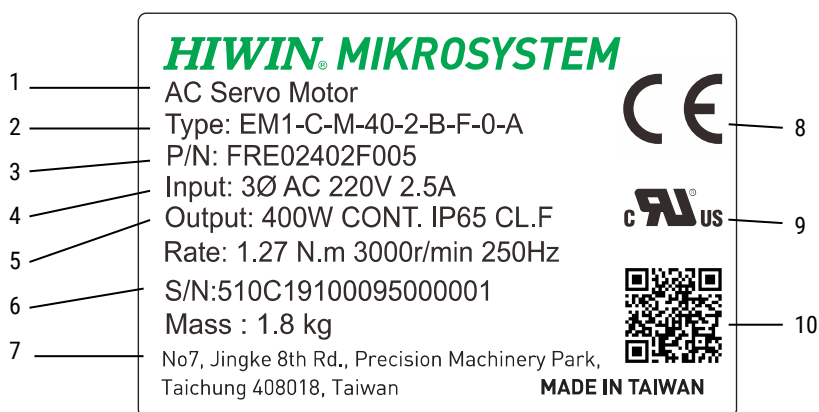 HIWIN® MIKROSYSTEM
1 AC Servo Motor
2 Type: EM1-C-M-40-2-B-F-0-A
8
3 P/N: FRE02402F005
4 Input: 3Ø AC 220V 2.5A
5 Output: 400W CONT. IP65 CL.F
c RU® US 9
Rate: 1.27 N.m 3000r/min 250Hz
6 S/N:510C19100095000001
Mass : 1.8 kg
10
7 No7, Jingke 8th Rd., Precision Machinery Park,
Taichung 408018, Taiwan
MADE IN TAIWAN
CE